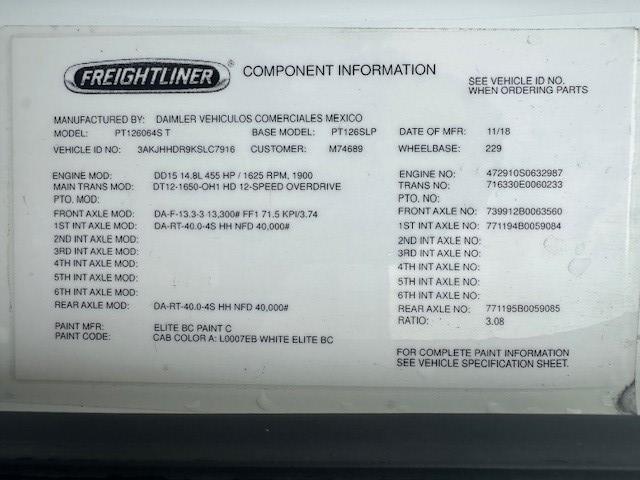 FREIGHTLINER ® COMPONENT INFORMATION
SEE VEHICLE ID NO.
WHEN ORDERING PARTS
MANUFACTURED BY: DAIMLER VEHICULOS COMERCIALES MEXICO
MODEL: PT126064S T BASE MODEL: PT126SLP DATE OF MFR: 11/18
VEHICLE ID NO: 3AKJHHDR9KSLC7916 CUSTOMER: M74689 WHEELBASE: 229
ENGINE MOD: DD15 14.8L 455 HP / 1625 RPM, 1900 ENGINE NO: 472910S0632987
MAIN TRANS MOD: DT12-1650-OH1 HD 12-SPEED OVERDRIVE TRANS NO: 716330E0060233
PTO. MOD: PTO. NO:
FRONT AXLE MOD: DA-F-13.3-3 13,300# FF1 71.5 KPI/3.74 FRONT AXLE NO: 739912B0063560
1ST INT AXLE MOD: DA-RT-40.0-4S HH NFD 40,000# 1ST INT AXLE NO: 771194B0059084
2ND INT AXLE MOD: 2ND INT AXLE NO:
3RD INT AXLE MOD: 3RD INT AXLE NO:
4TH INT AXLE MOD: 4TH INT AXLE NO:
5TH INT AXLE MOD: 5TH INT AXLE NO:
6TH INT AXLE MOD: 6TH INT AXLE NO:
REAR AXLE MOD: DA-RT-40.0-4S HH NFD 40,000# REAR AXLE NO: 771195B0059085
RATIO: 3.08
PAINT MFR: ELITE BC PAINT C
PAINT CODE: CAB COLOR A: L0007EB WHITE ELITE BC
FOR COMPLETE PAINT INFORMATION
SEE VEHICLE SPECIFICATION SHEET.